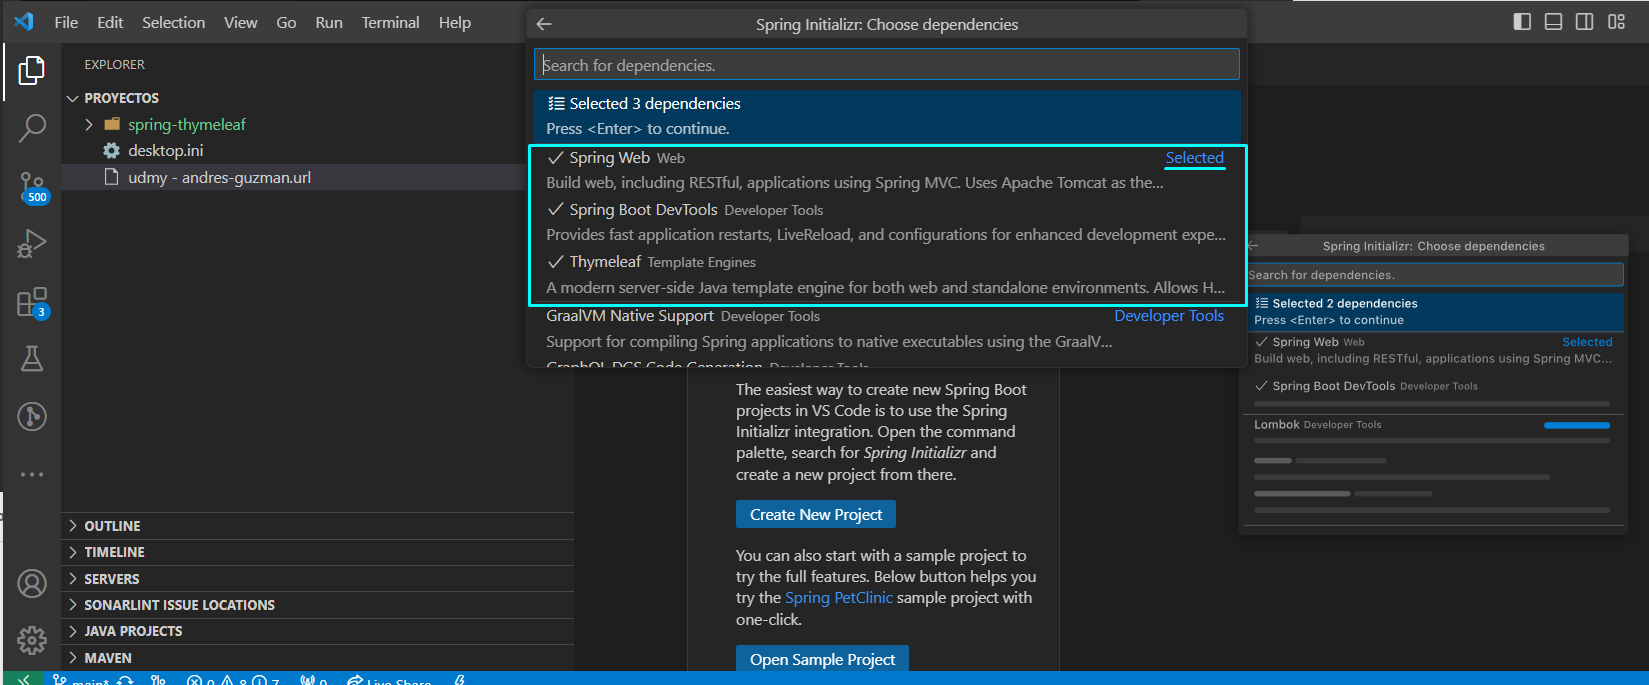 File Edit Selection View Go Run Terminal Help
Spring Initializr: Choose dependencies
Search for dependencies.
Selected 3 dependencies
Press <Enter> to continue.
Spring Web Web Selected
Build web, including RESTful, applications using Spring MVC. Uses Apache Tomcat as the...
Spring Boot DevTools Developer Tools
Provides fast application restarts, LiveReload, and configurations for enhanced development expe...
Thymeleaf Template Engines
A modern server-side Java template engine for both web and standalone environments. Allows H...
GraalVM Native Support Developer Tools Developer Tools
Support for compiling Spring applications to native executables using the GraalV...
GraphQL DGS Code Generation Developer Tools
EXPLORER
PROYECTOS
spring-thymeleaf
desktop.ini
udmy - andres-guzman.url
500
3
OUTLINE
TIMELINE
SERVERS
SONARLINT ISSUE LOCATIONS
JAVA PROJECTS
MAVEN
The easiest way to create new Spring Boot
projects in VS Code is to use the Spring
Initializr integration. Open the command
palette, search for Spring Initializr and
create a new project from there.
Create New Project
You can also start with a sample project to
try the full features. Below button helps you
try the Spring PetClinic sample project with
one-click.
Open Sample Project
Spring Initializr: Choose dependencies
Search for dependencies.
Selected 2 dependencies
Press <Enter> to continue
Spring Web Web Selected
Build web, including RESTful, applications using Spring MVC...
Spring Boot DevTools Developer Tools
Lombok Developer Tools
main* 0 8 7 0 Live Share